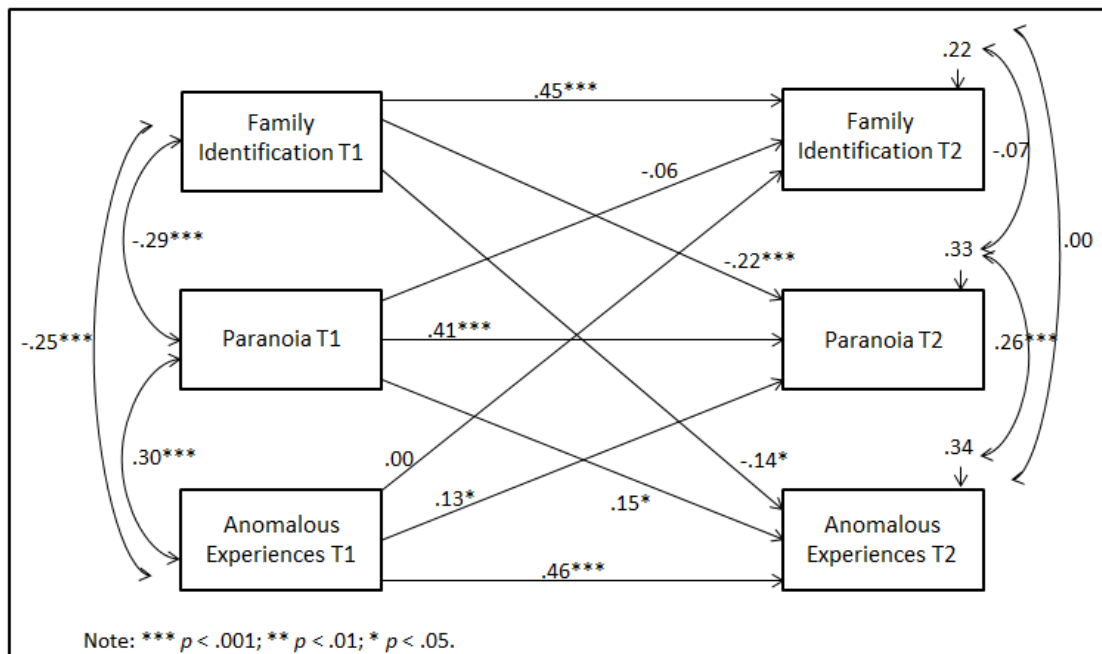 .22
.45***
Family
Identification T1
Family
Identification T2
-.07
-.06
-.29***
.33
.00
-.22***
Paranoia T1
.41***
Paranoia T2
-.25***
.26***
.30***
.00
-.14*
.34
.13*
.15*
Anomalous
Experiences T1
Anomalous
Experiences T2
.46***
Note: *** p < .001; ** p < .01; * p < .05.